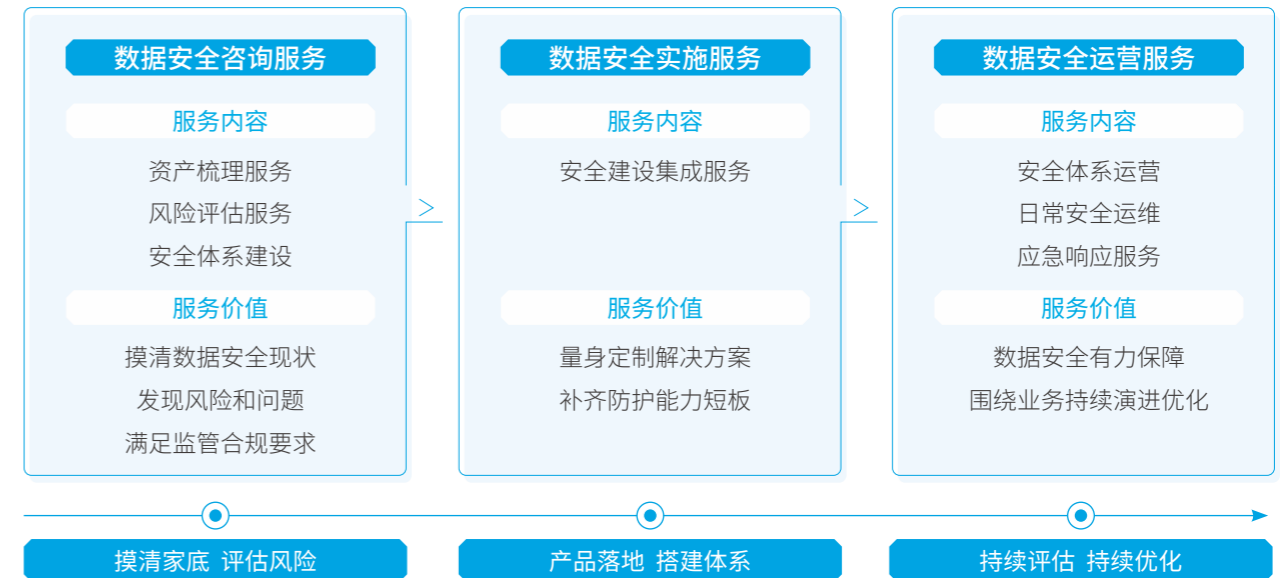 数据安全咨询服务
服务内容
资产梳理服务
风险评估服务
安全体系建设
服务价值
摸清数据安全现状
发现风险和问题
满足监管合规要求
数据安全实施服务
服务内容
安全建设集成服务
服务价值
量身定制解决方案
补齐防护能力短板
数据安全运营服务
服务内容
安全体系运营
日常安全运维
应急响应服务
服务价值
数据安全有力保障
围绕业务持续演进优化
摸清家底 评估风险
产品落地 搭建体系
持续评估 持续优化